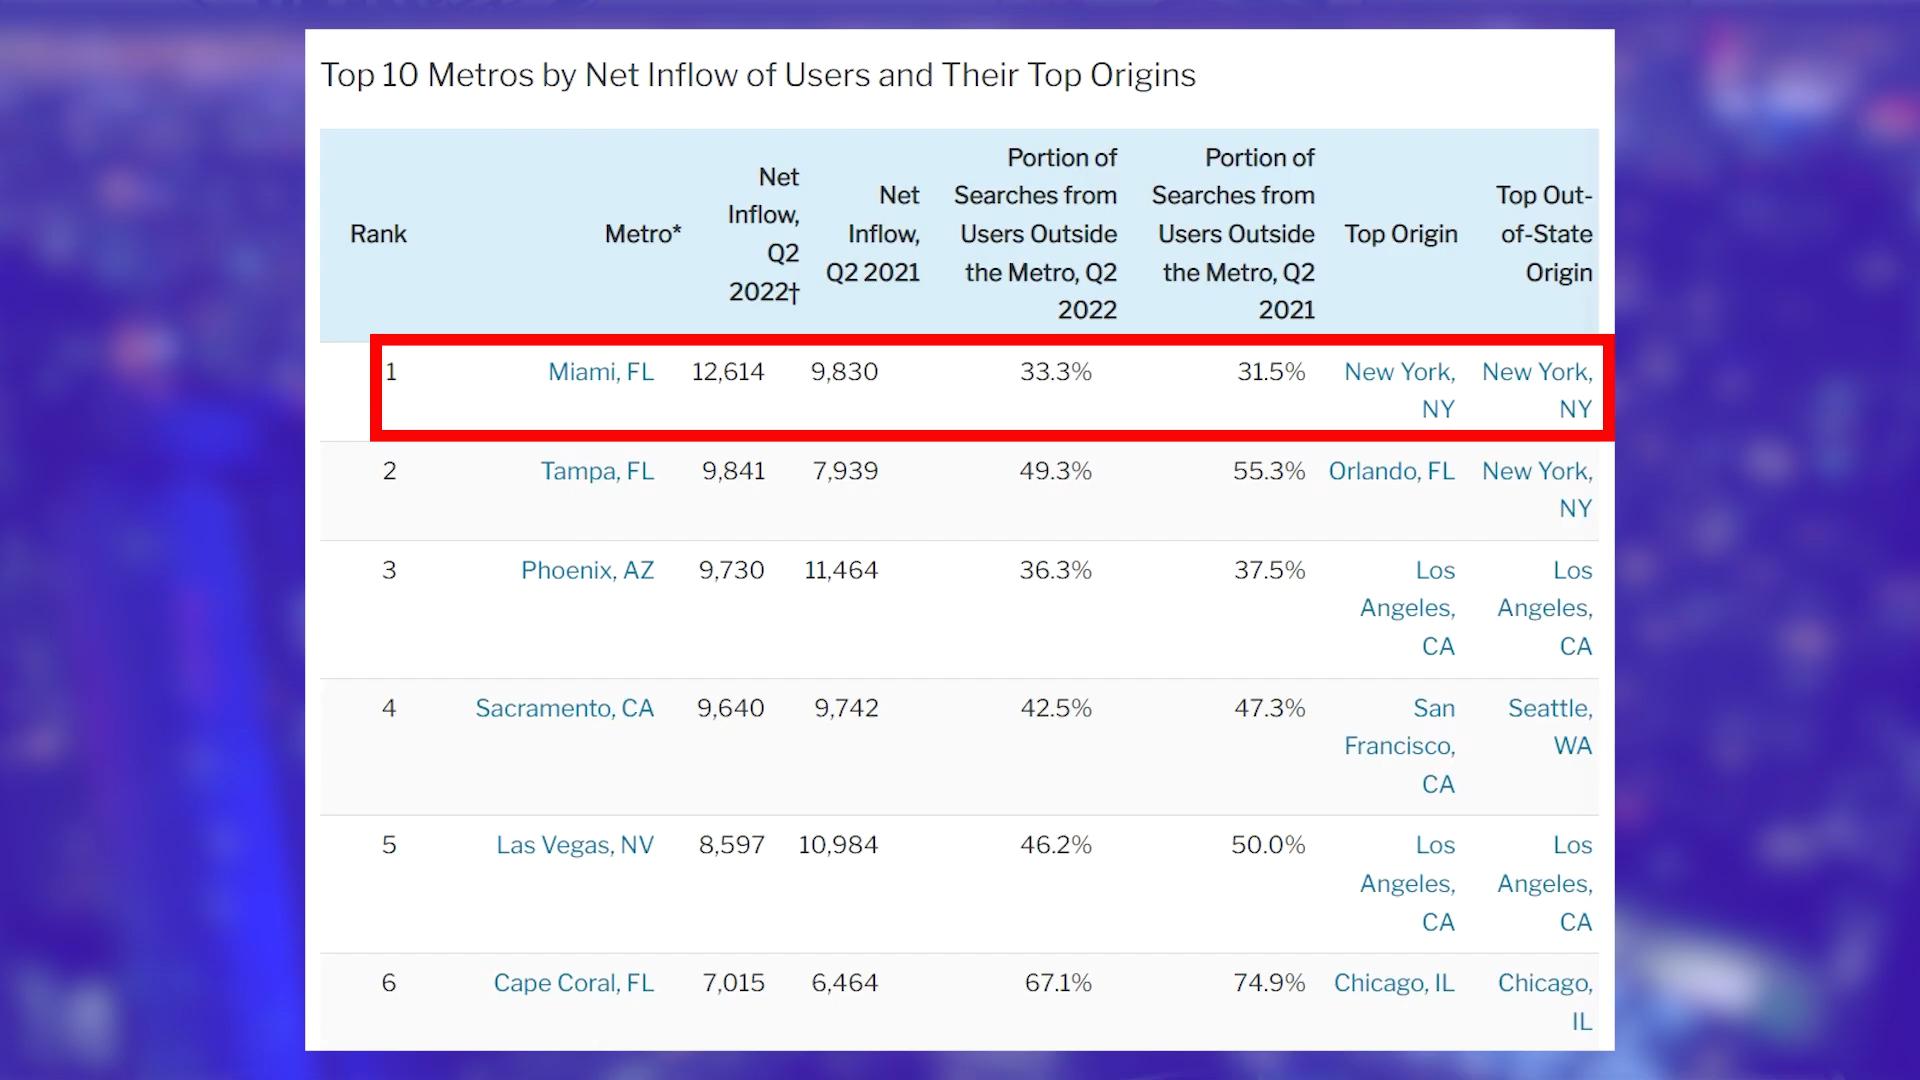 Top 10 Metros by Net Inflow of Users and Their Top Origins
Rank
Metro*
Net
Inflow,
Q2
2022†
Net
Inflow,
Q2 2021
Portion of
Searches from
Users Outside
the Metro, Q2
2022
Portion of
Searches from
Users Outside
the Metro, Q2
2021
Top Origin
Top Out-
of-State
Origin
1 Miami, FL 12,614 9,830 33.3% 31.5% New York, New York,
NY NY
2 Tampa, FL 9,841 7,939 49.3% 55.3% Orlando, FL New York,
NY
3 Phoenix, AZ 9,730 11,464 36.3% 37.5% Los Los
Angeles, Angeles,
CA CA
4 Sacramento, CA 9,640 9,742 42.5% 47.3% San Seattle,
Francisco, WA
CA
5 Las Vegas, NV 8,597 10,984 46.2% 50.0% Los Los
Angeles, Angeles,
CA CA
6 Cape Coral, FL 7,015 6,464 67.1% 74.9% Chicago, IL Chicago,
IL